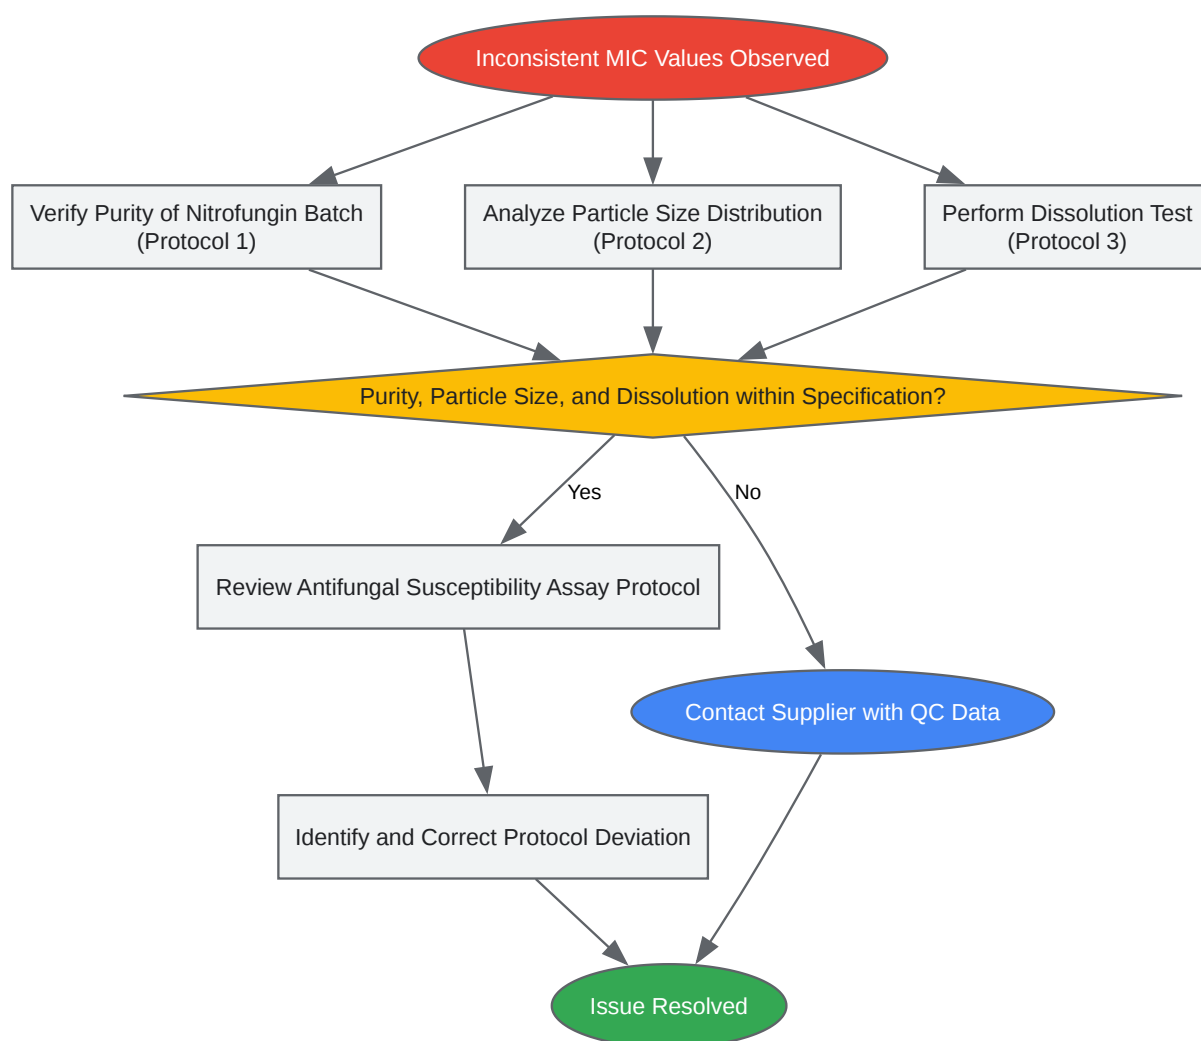 Inconsistent MIC Values Observed
Verify Purity of Nitrofungin Batch
(Protocol 1)
Analyze Particle Size Distribution
(Protocol 2)
Perform Dissolution Test
(Protocol 3)
Purity, Particle Size, and Dissolution within Specification?
Yes
No
Review Antifungal Susceptibility Assay Protocol
Contact Supplier with QC Data
Identify and Correct Protocol Deviation
Issue Resolved